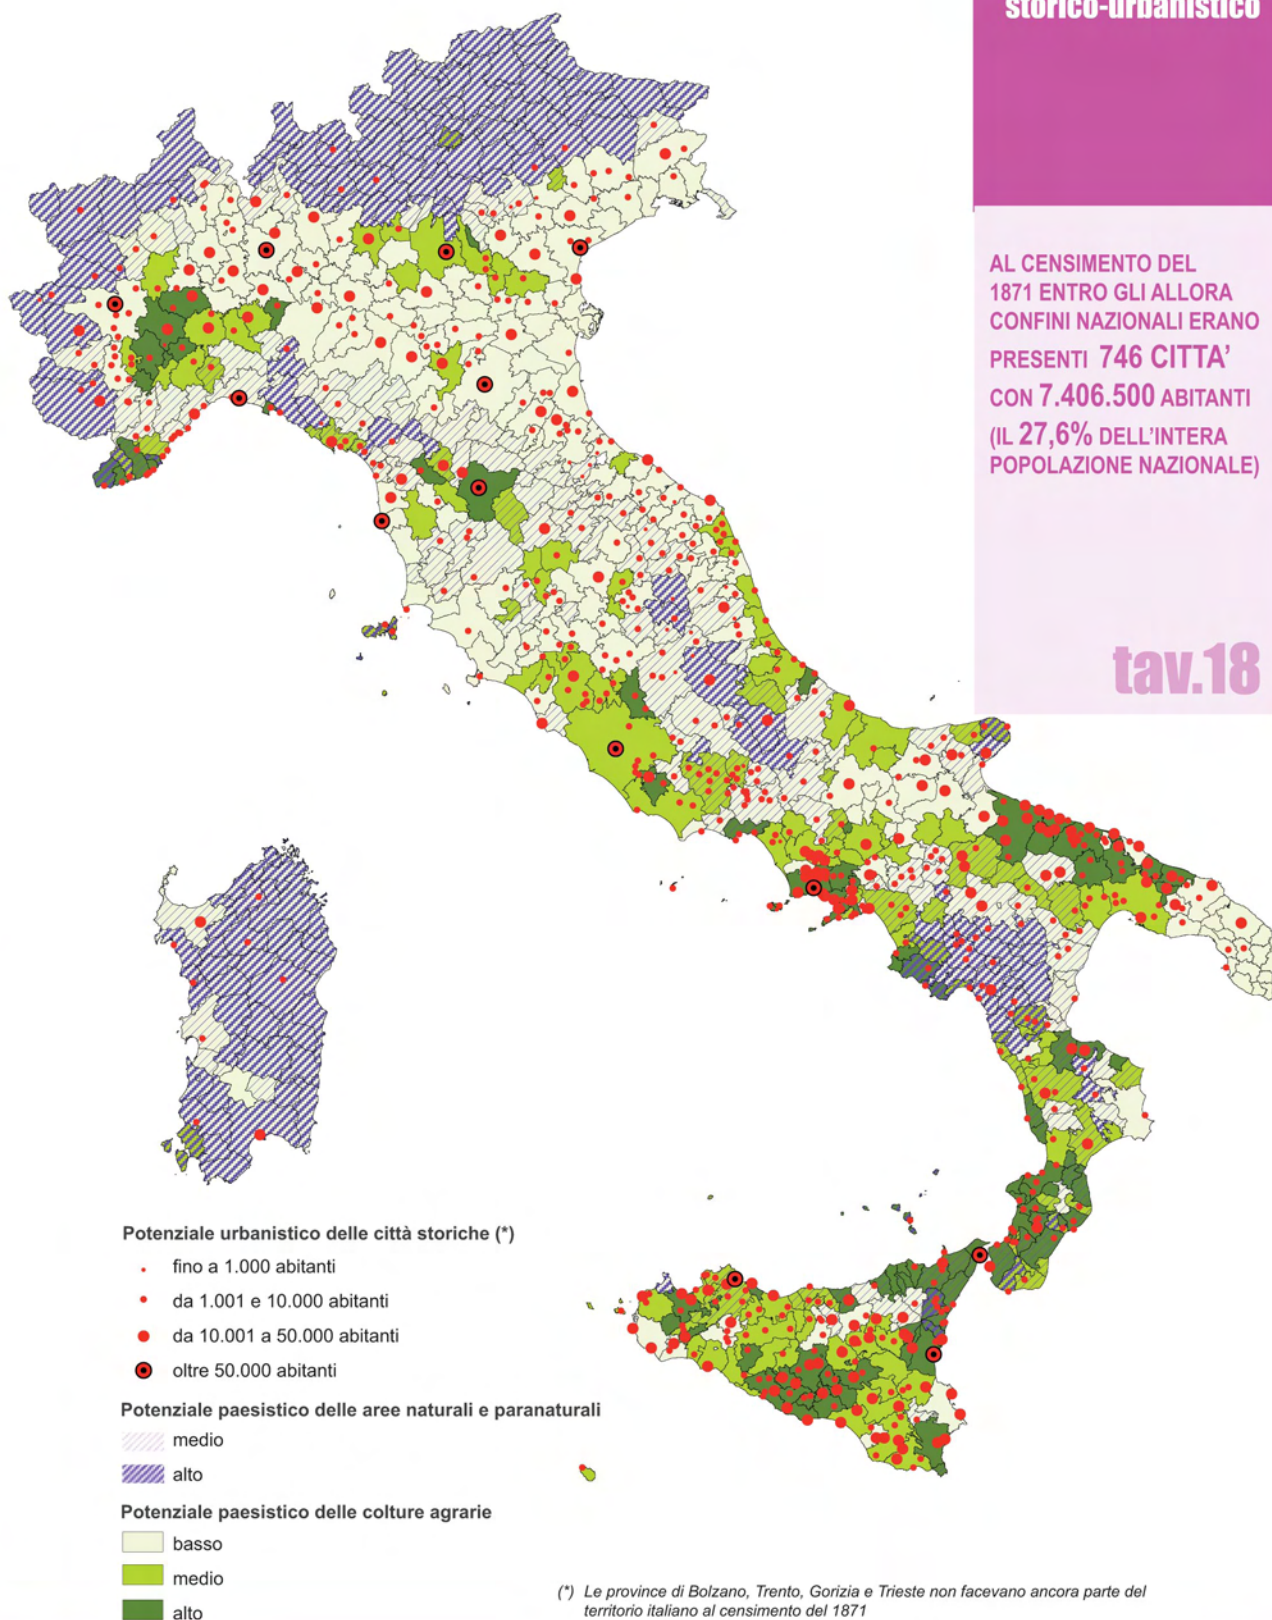 storico-urbanistico
AL CENSIMENTO DEL
1871 ENTRO GLI ALLORA
CONFINI NAZIONALI ERANO
PRESENTI 746 CITTA'
CON 7.406.500 ABITANTI
(IL 27,6% DELL'INTERA
POPOLAZIONE NAZIONALE)
tav.18
Potenziale urbanistico delle città storiche (*)
fino a 1.000 abitanti
da 1.001 e 10.000 abitanti
da 10.001 a 50.000 abitanti
oltre 50.000 abitanti
Potenziale paesistico delle aree naturali e paranaturali
medio
alto
Potenziale paesistico delle colture agrarie
basso
medio
alto
(*) Le province di Bolzano, Trento, Gorizia e Trieste non facevano ancora parte del
territorio italiano al censimento del 1871